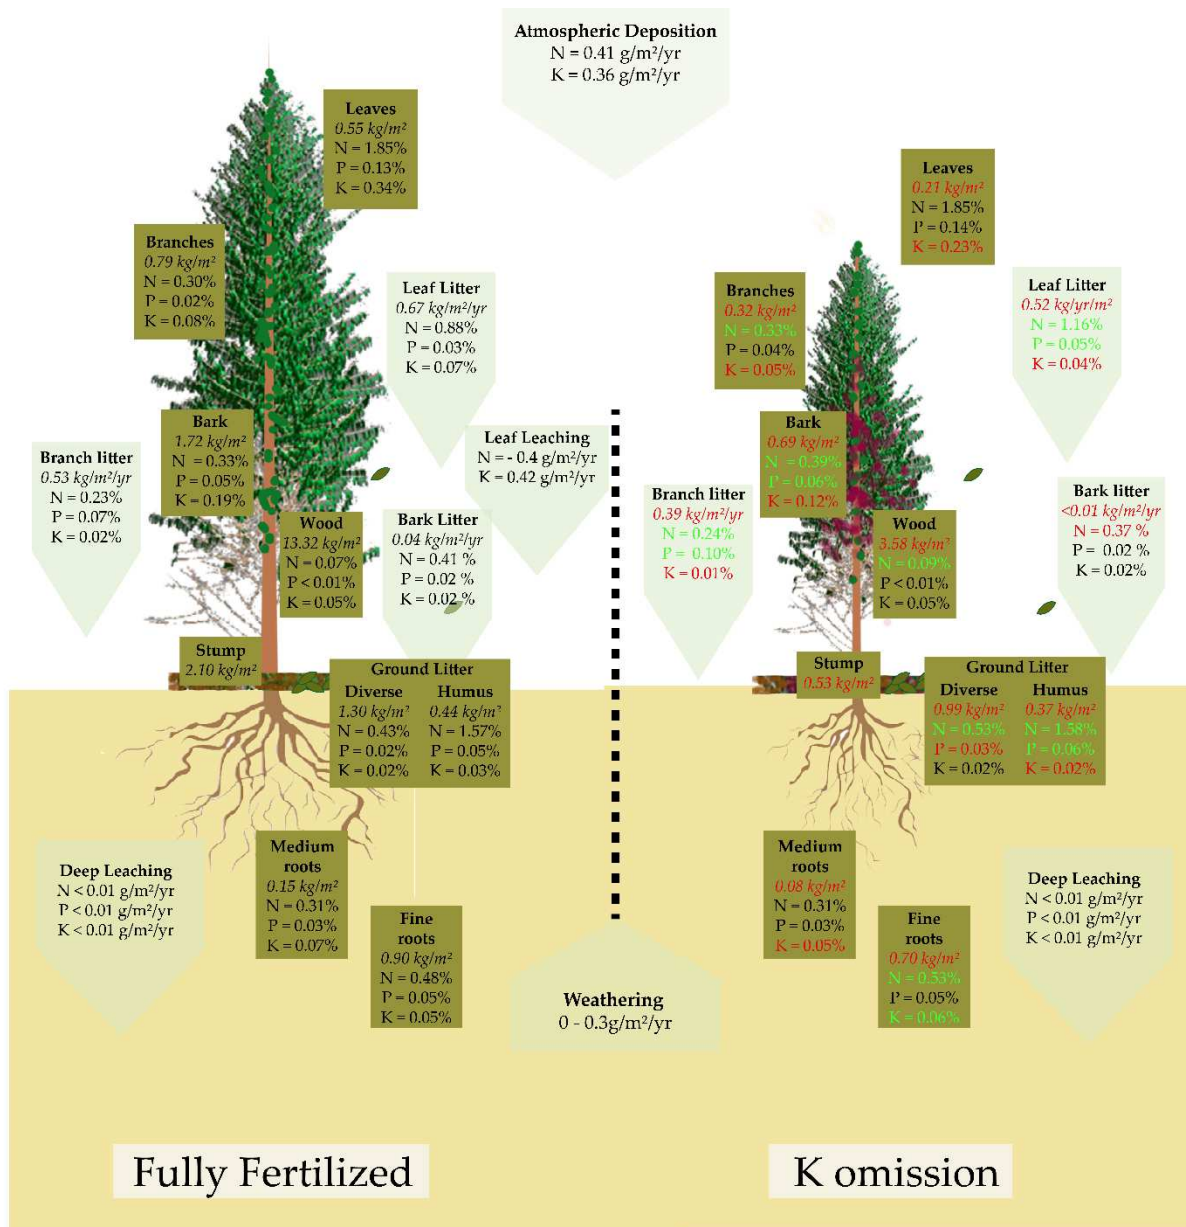 Atmospheric Deposition
N = 0.41 g/m²/yr
K = 0.36 g/m²/yr
Leaves
0.55 kg/m²
N = 1.85%
P = 0.13%
K = 0.34%
Branches
0.79 kg/m²
N = 0.30%
P = 0.02%
K = 0.08%
Leaf Litter
0.67 kg/m²/yr
N = 0.88%
P = 0.03%
K = 0.07%
Bark
1.72 kg/m²
N = 0.33%
P = 0.05%
K = 0.19%
Leaf Leaching
N = - 0.4 g/m²/yr
K = 0.42 g/m²/yr
Branch litter
0.53 kg/m²/yr
N = 0.23%
P = 0.07%
K = 0.02%
Wood
13.32 kg/m²
N = 0.07%
P < 0.01%
K = 0.05%
Bark Litter
0.04 kg/m²/yr
N = 0.41 %
P = 0.02 %
K = 0.02 %
Stump
2.10 kg/m²
Ground Litter
Diverse Humus
1.30 kg/m² 0.44 kg/m²
N = 0.43% N = 1.57%
P = 0.02% P = 0.05%
K = 0.02% K = 0.03%
Medium
roots
0.15 kg/m²
N = 0.31%
P = 0.03%
K = 0.07%
Fine
roots
0.90 kg/m²
N = 0.48%
P = 0.05%
K = 0.05%
Deep Leaching
N < 0.01 g/m²/yr
P < 0.01 g/m²/yr
K < 0.01 g/m²/yr
Weathering
0 - 0.3g/m²/yr
Fully Fertilized
Leaves
0.21 kg/m²
N = 1.85%
P = 0.14%
K = 0.23%
Branches
0.32 kg/m²
N = 0.33%
P = 0.04%
K = 0.05%
Leaf Litter
0.52 kg/yr/m²
N = 1.16%
P = 0.05%
K = 0.04%
Bark
0.69 kg/m²
N = 0.39%
P = 0.06%
K = 0.12%
Branch litter
0.39 kg/m²/yr
N = 0.24%
P = 0.10%
K = 0.01%
Wood
3.58 kg/m²
N = 0.09%
P < 0.01%
K = 0.05%
Bark litter
<0.01 kg/m²/yr
N = 0.37 %
P = 0.02 %
K = 0.02%
Stump
0.53 kg/m²
Ground Litter
Diverse Humus
0.99 kg/m² 0.37 kg/m²
N = 0.53% N = 1.58%
P = 0.03% P = 0.06%
K = 0.02% K = 0.02%
Medium
roots
0.08 kg/m²
N = 0.31%
P = 0.03%
K = 0.05%
Fine
roots
0.70 kg/m²
N = 0.53%
P = 0.05%
K = 0.06%
Deep Leaching
N < 0.01 g/m²/yr
P < 0.01 g/m²/yr
K < 0.01 g/m²/yr
K omission